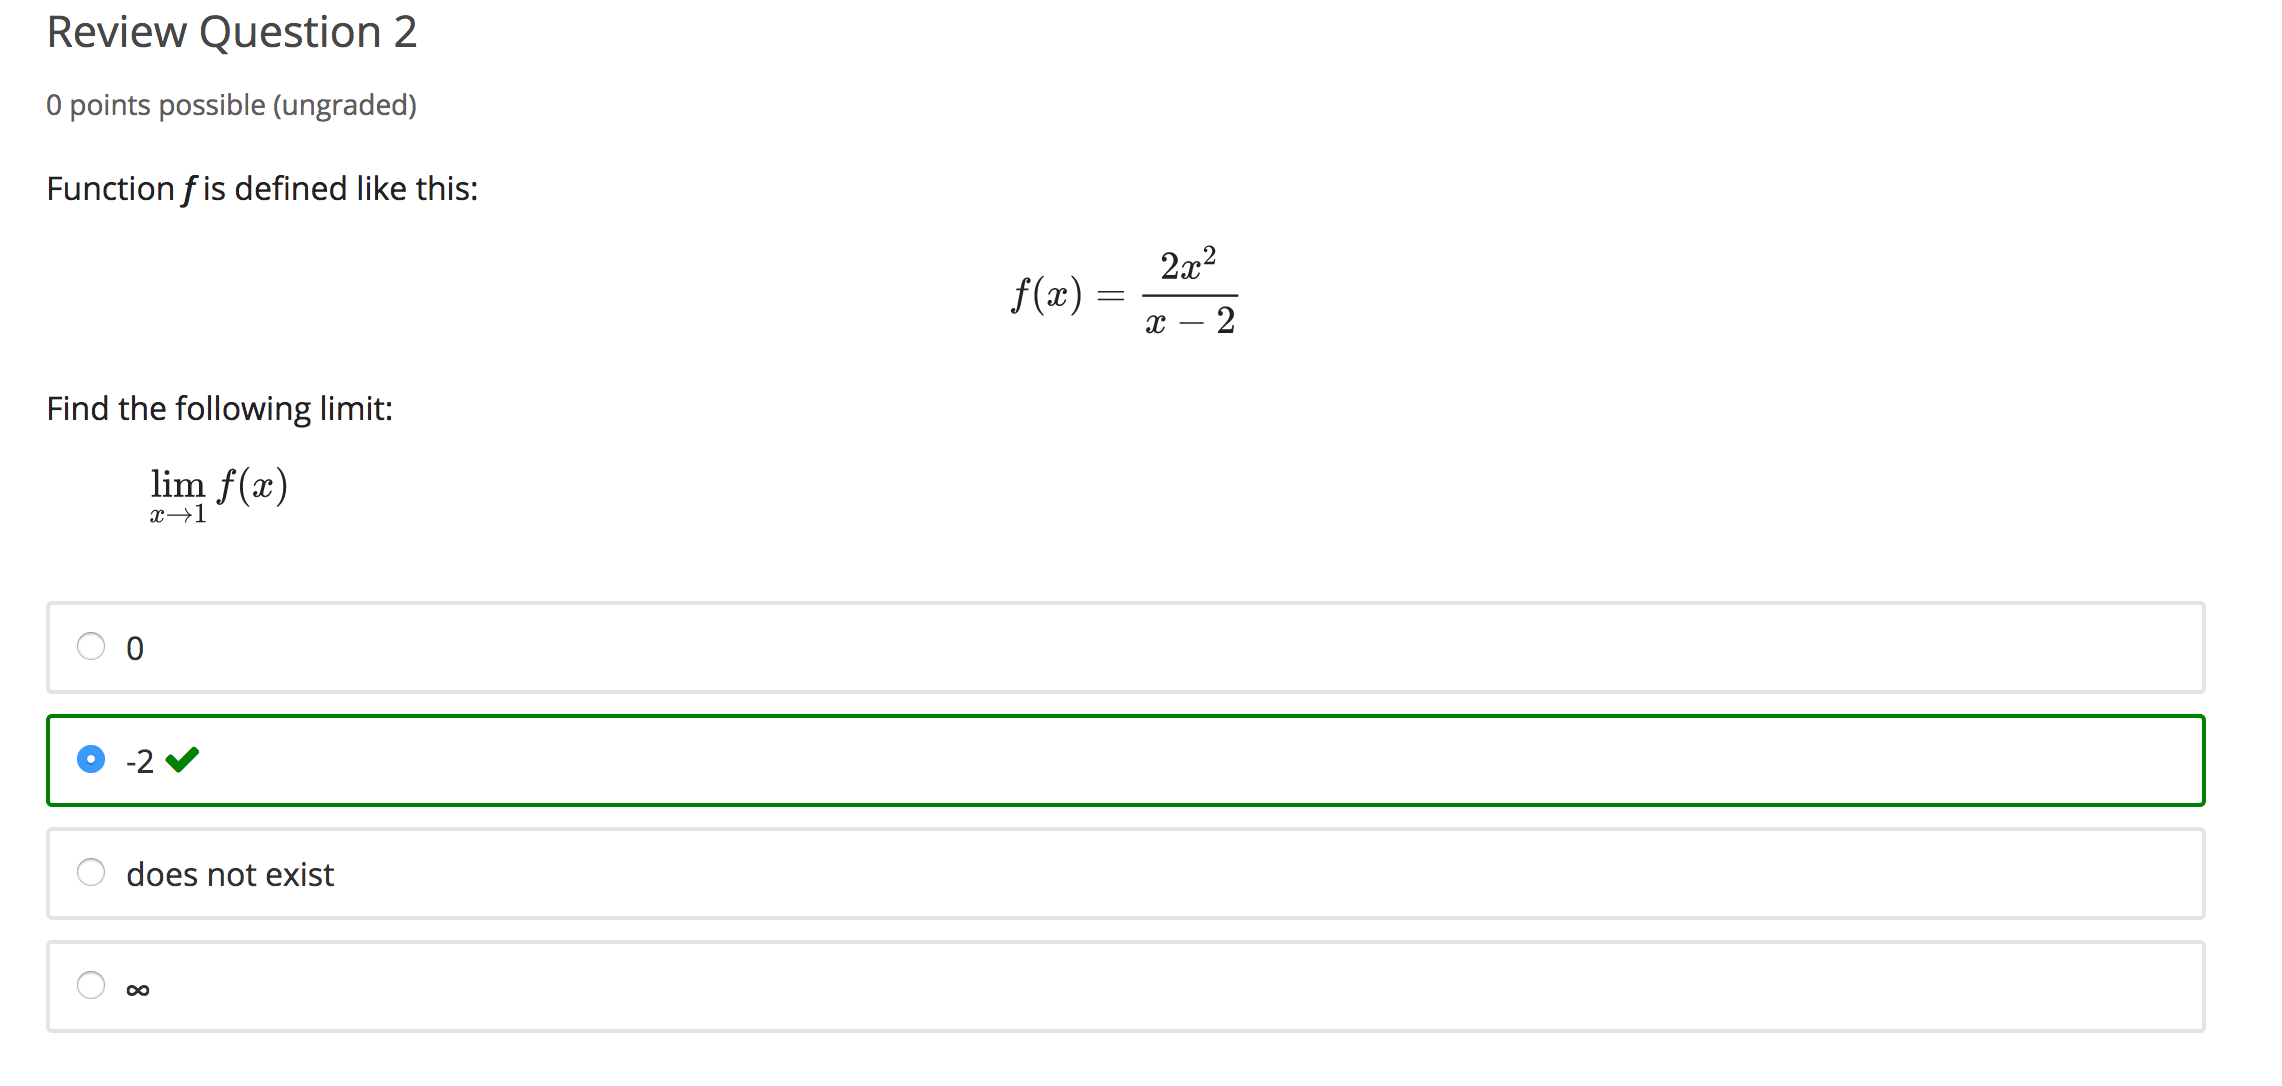 Review Question 2
0 points possible (ungraded)
Function f is defined like this:
f(x) = \frac{2x^2}{x - 2}
Find the following limit:
\lim_{x \to 1} f(x)
0
-2 ✔
does not exist
∞